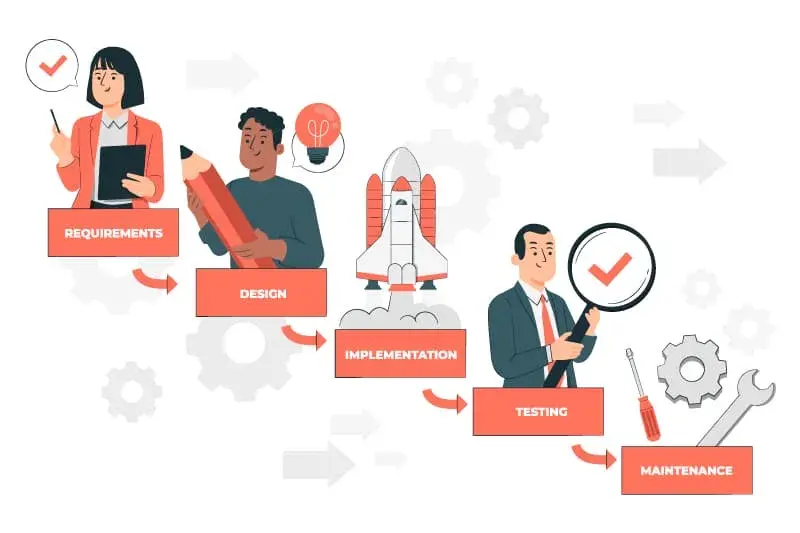 REQUIREMENTS
DESIGN
IMPLEMENTATION
TESTING
MAINTENANCE